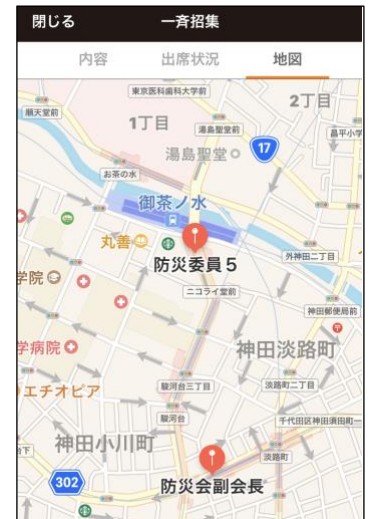 閉じる 一斉招集
内容 出席状況 地図
東京医科歯科大学前
2丁目
順天堂前
1丁目
湯島聖堂前
17
昌平小学
湯島聖堂
お茶の水
御茶ノ水
丸善
外神田二丁目
防災委員5
学院
ニコライ堂前
神田郵便局前
学病院
神田淡路町
エチオピア
駿河台三丁目
淡路町二丁目
駿河台
千代田区神田須田町一
神田小川町
台下
淡路町
302
防災会副会長